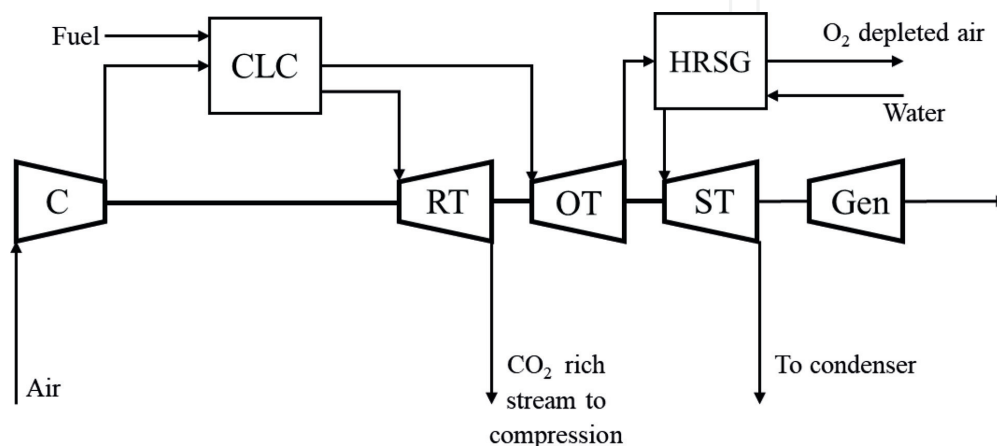 Fuel
CLC
HRSG
O₂ depleted air
Water
C
RT
OT
ST
Gen
Air
CO₂ rich
stream to
compression
To condenser